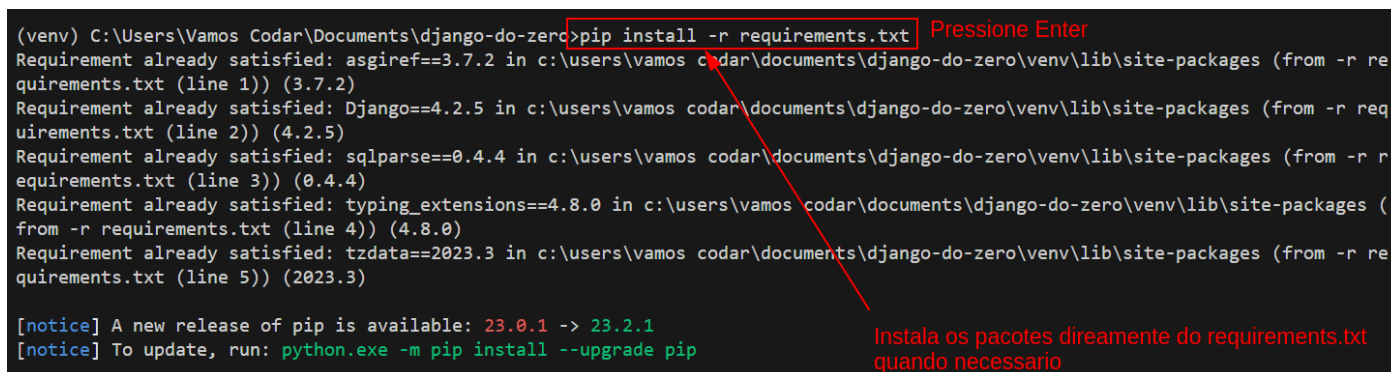 (venv) C:\Users\Vamos Codar\Documents\django-do-zero>pip install -r requirements.txt Pressione Enter
Requirement already satisfied: asgiref==3.7.2 in c:\users\vamos codar\documents\django-do-zero\venv\lib\site-packages (from -r re
quirements.txt (line 1)) (3.7.2)
Requirement already satisfied: Django==4.2.5 in c:\users\vamos codar\documents\django-do-zero\venv\lib\site-packages (from -r req
uirements.txt (line 2)) (4.2.5)
Requirement already satisfied: sqlparse==0.4.4 in c:\users\vamos codar\documents\django-do-zero\venv\lib\site-packages (from -r r
equirements.txt (line 3)) (0.4.4)
Requirement already satisfied: typing_extensions==4.8.0 in c:\users\vamos codar\documents\django-do-zero\venv\lib\site-packages (
from -r requirements.txt (line 4)) (4.8.0)
Requirement already satisfied: tzdata==2023.3 in c:\users\vamos codar\documents\django-do-zero\venv\lib\site-packages (from -r re
quirements.txt (line 5)) (2023.3)
[notice] A new release of pip is available: 23.0.1 -> 23.2.1
[notice] To update, run: python.exe -m pip install --upgrade pip
Instala os pacotes direamente do requirements.txt
quando necessario